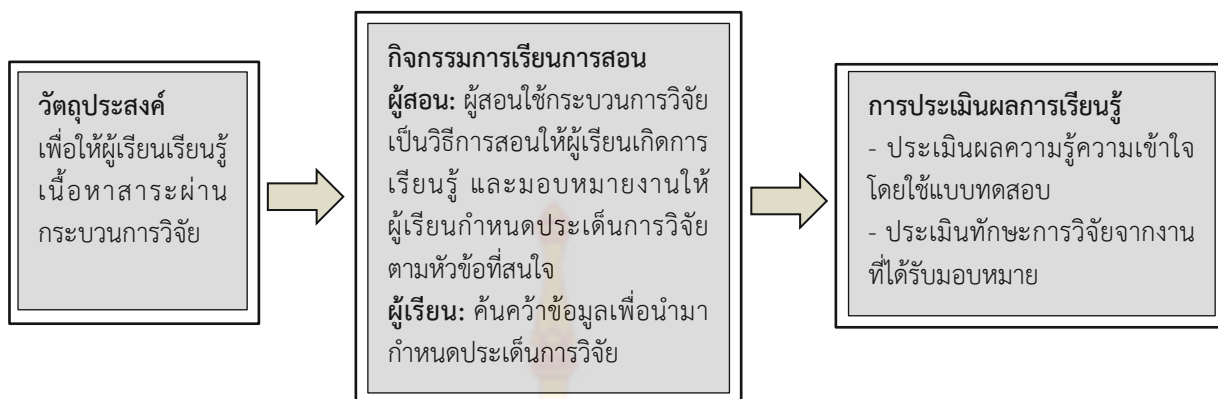 วัตถุประสงค์
เพื่อให้ผู้เรียนเรียนรู้
เนื้อหาสาระผ่าน
กระบวนการวิจัย
กิจกรรมการเรียนการสอน
ผู้สอน: ผู้สอนใช้กระบวนการวิจัย
เป็นวิธีการสอนให้ผู้เรียนเกิดการ
เรียนรู้ และมอบหมายงานให้
ผู้เรียนกำหนดประเด็นการวิจัย
ตามหัวข้อที่สนใจ
ผู้เรียน: ค้นคว้าข้อมูลเพื่อนำมา
กำหนดประเด็นการวิจัย
การประเมินผลการเรียนรู้
- ประเมินผลความรู้ความเข้าใจ
โดยใช้แบบทดสอบ
- ประเมินทักษะการวิจัยจากงาน
ที่ได้รับมอบหมาย